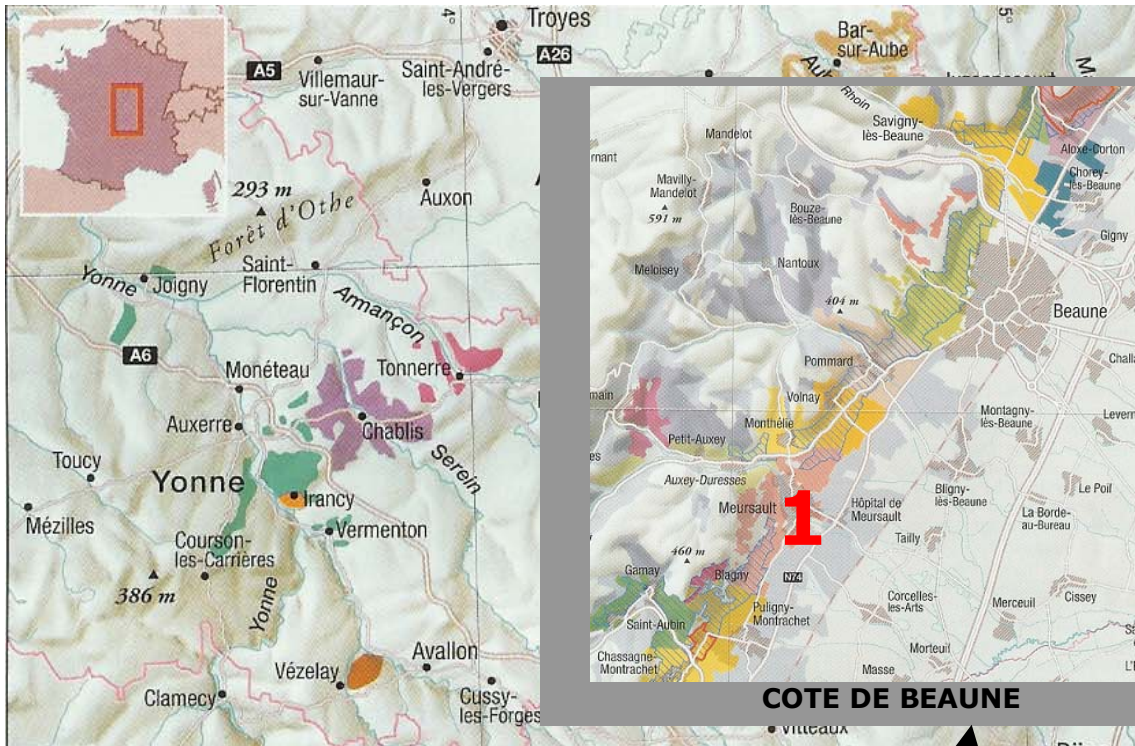 4°
Troyes
5°
A26
Bar-
sur-Aube
A5
Villemaur-
sur-Vanne
Saint-André-
les-Vergers
293 m
Forêt d'Othe
Auxon
Yonne
Joigny
Saint-
Florentin
Armançon
A6
Monéteau
Tonnerre
Auxerre
Chablis
Serein
Toucy
Yonne
Irancy
Mézilles
Vermenton
Courson-
les-Carrières
386 m
Yonne
Avallon
Vézelay
Clamecy
Cussy-
les-Forges
Vitteaux
Rhoin
Savigny-
lès-Beaune
Mandelot
Aloxe-Corton
Chorey-
lès-Beaune
Mavilly-
Mandelot
591 m
Bouze-
lès-Beaune
Gigny
Meloisey
Nantoux
404 m
Beaune
Pommard
Volnay
Monthélie
Montagny-
lès-Beaune
Petit-Auxey
Auxey-Duresses
Meursault
1
Hôpital de
Meursault
Bligny-
lès-Beaune
Le Poil
La Borde-
au-Bureau
Tailly
460 m
Gamay
Blagny
N74
Corcelles-
les-Arts
Merceuil
Cissey
Saint-Aubin
Puligny-
Montrachet
Morteuil
Chassagne-
Montrachet
Masse
COTE DE BEAUNE